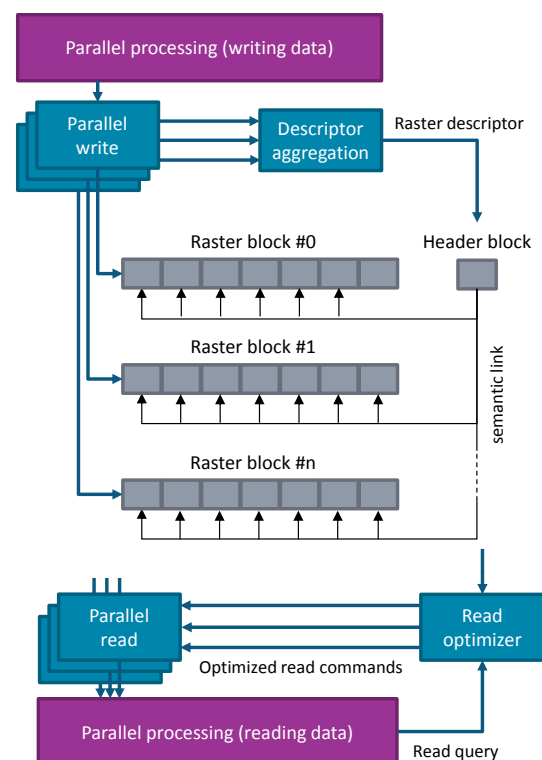 Parallel processing (writing data)
Parallel
write
Descriptor
aggregation
Raster descriptor
Raster block #0
Header block
Raster block #1
semantic link
Raster block #n
Parallel
read
Read
optimizer
Optimized read commands
Parallel processing (reading data)
Read query